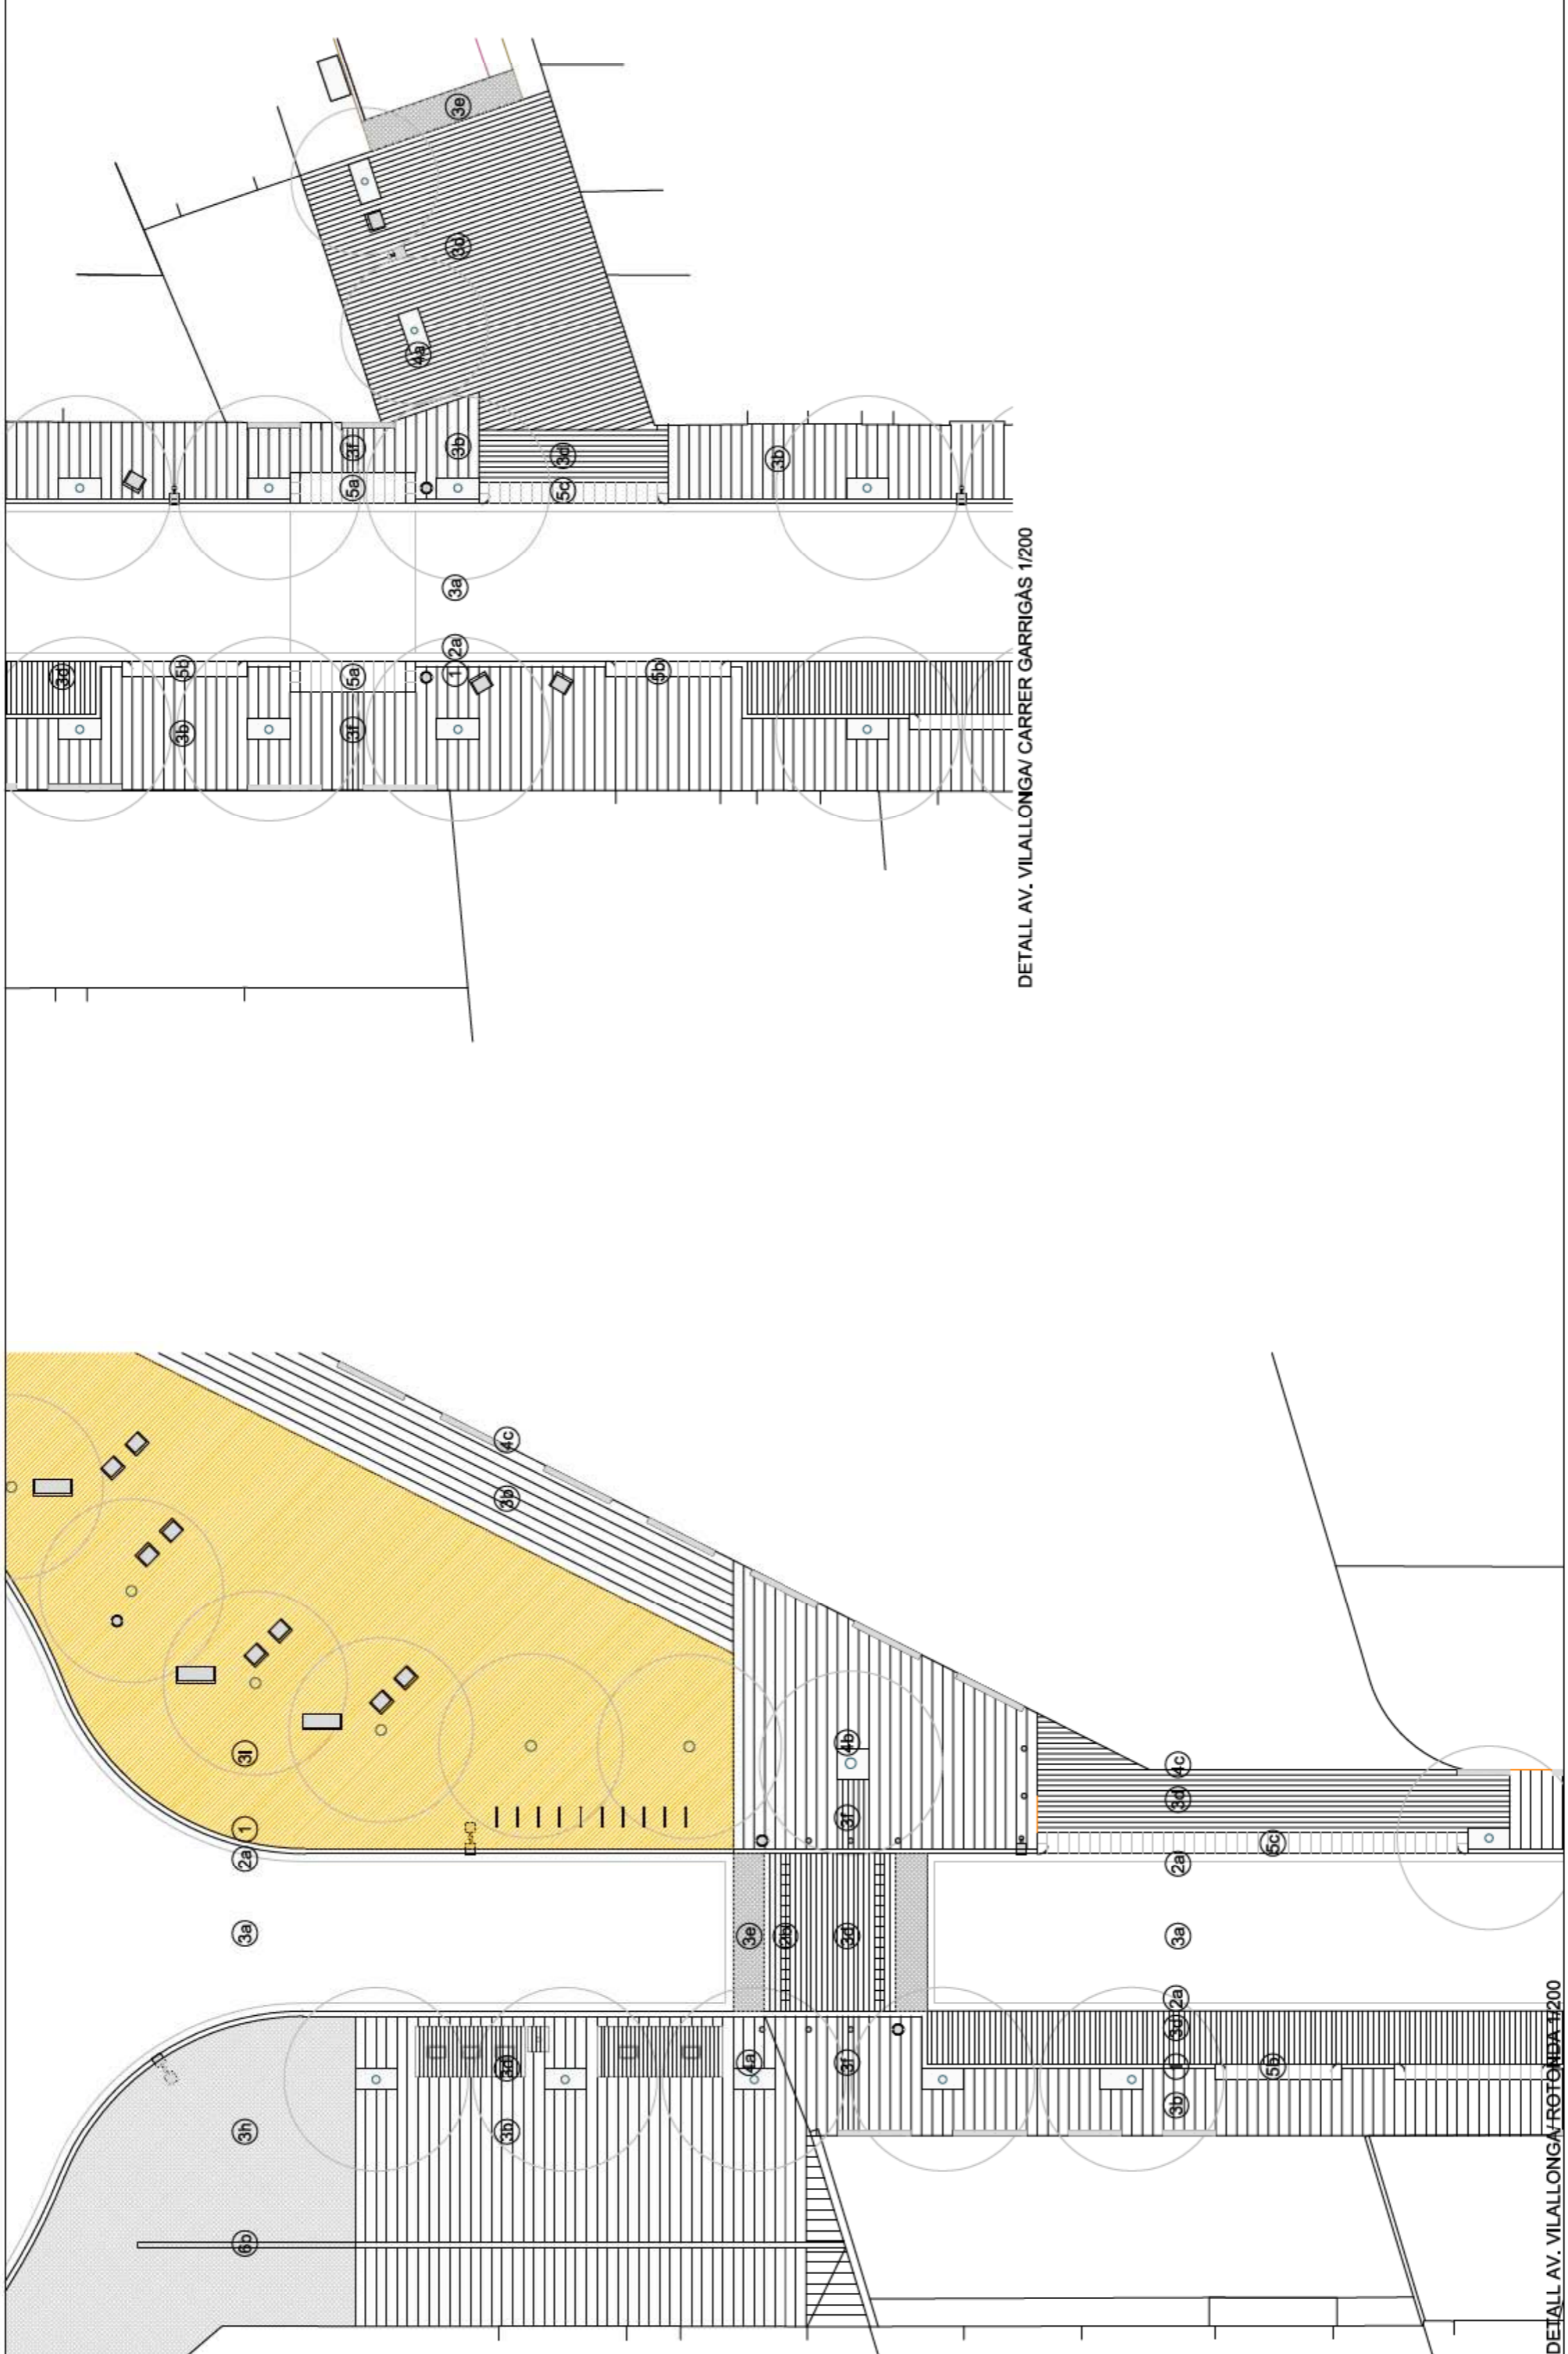 6b
3h
3a
2a
1
3l
3b
3d
3b
4c
4a
3e
2b
3f
3d
3f
4b
3b
1
3d
2a
3a
2a
3d
4c
5b
5c
DETALL AV. VILALLONGA/ ROTONDA 1/200
3d
3b
5b
3f
5a
5a
3f
4a
1
2a
3a
3b
3d
3e
5c
3d
5b
3b
DETALL AV. VILALLONGA/ CARRER GARRIGÀS 1/200